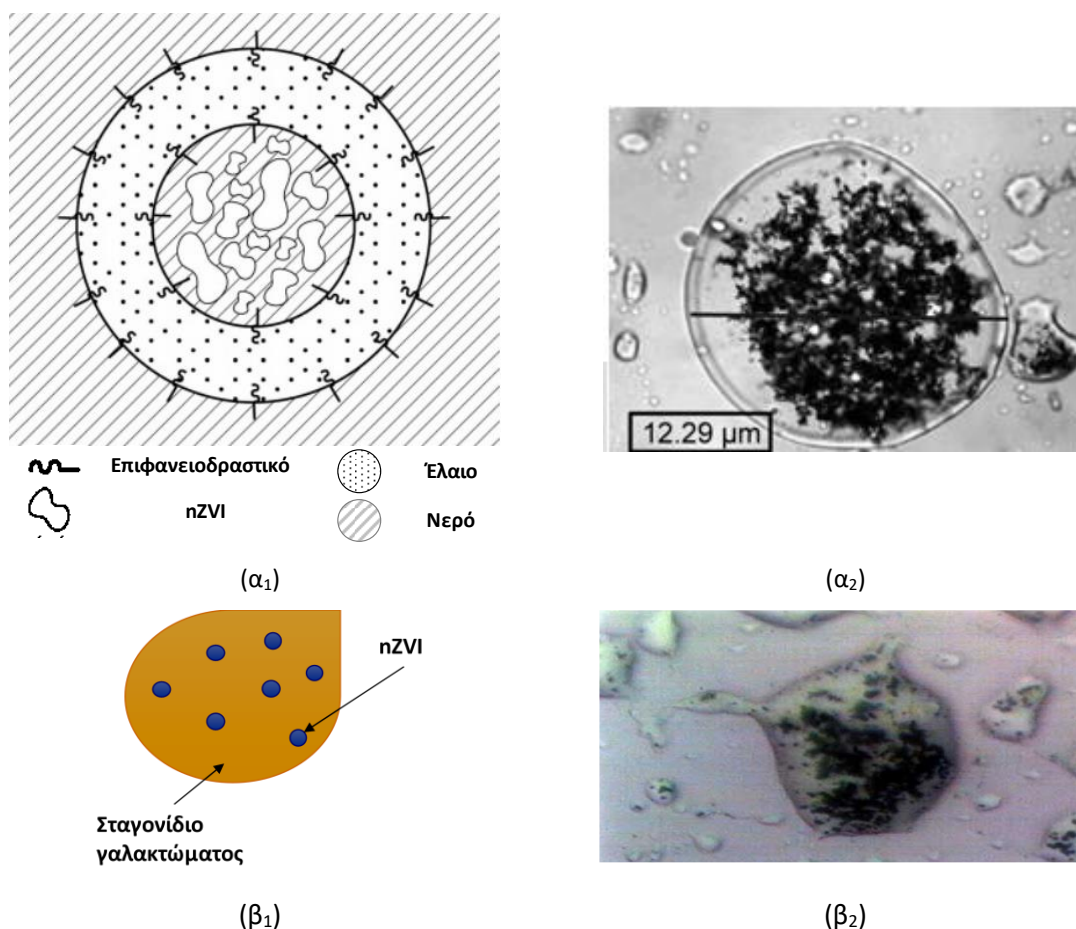 Επιφανειοδραστικό
Έλαιο
nZVI
Νερό
12.29 μm
(α₁)
(α₂)
nZVI
Σταγονίδιο
γαλακτώματος
(β₁)
(β₂)